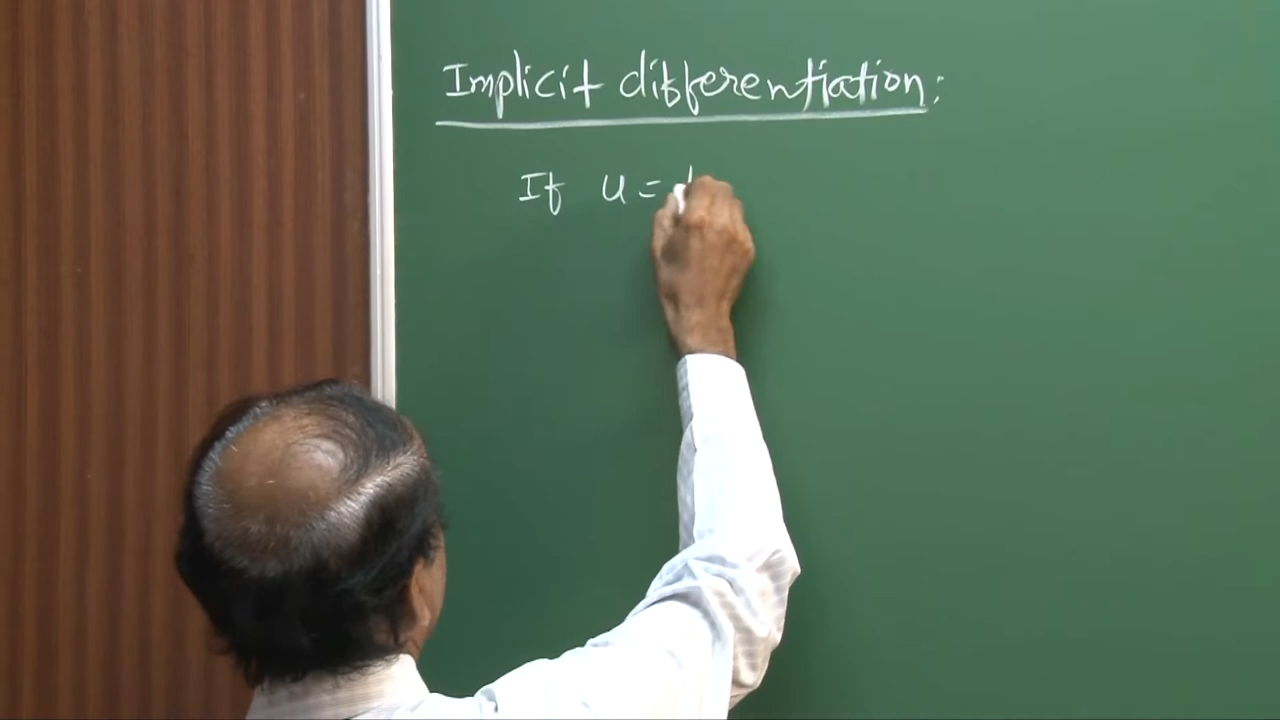 Implicit differentiation:
If u =